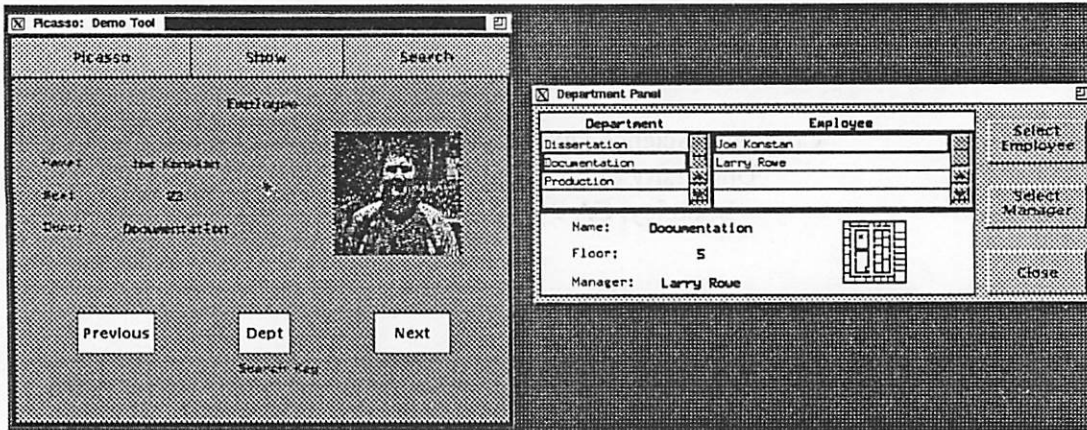 Picasso: Demo Tool
Picasso Show Search
Employee
Name: Joe Konstan
Age: 23
Dept: Documentation
Previous Dept Next
Search Key
Department Panel
Department Employee
Dissertation Joe Konstan
Documentation Larry Rowe
Production
Name: Documentation
Floor: 5
Manager: Larry Rowe
Select Employee
Select Manager
Close